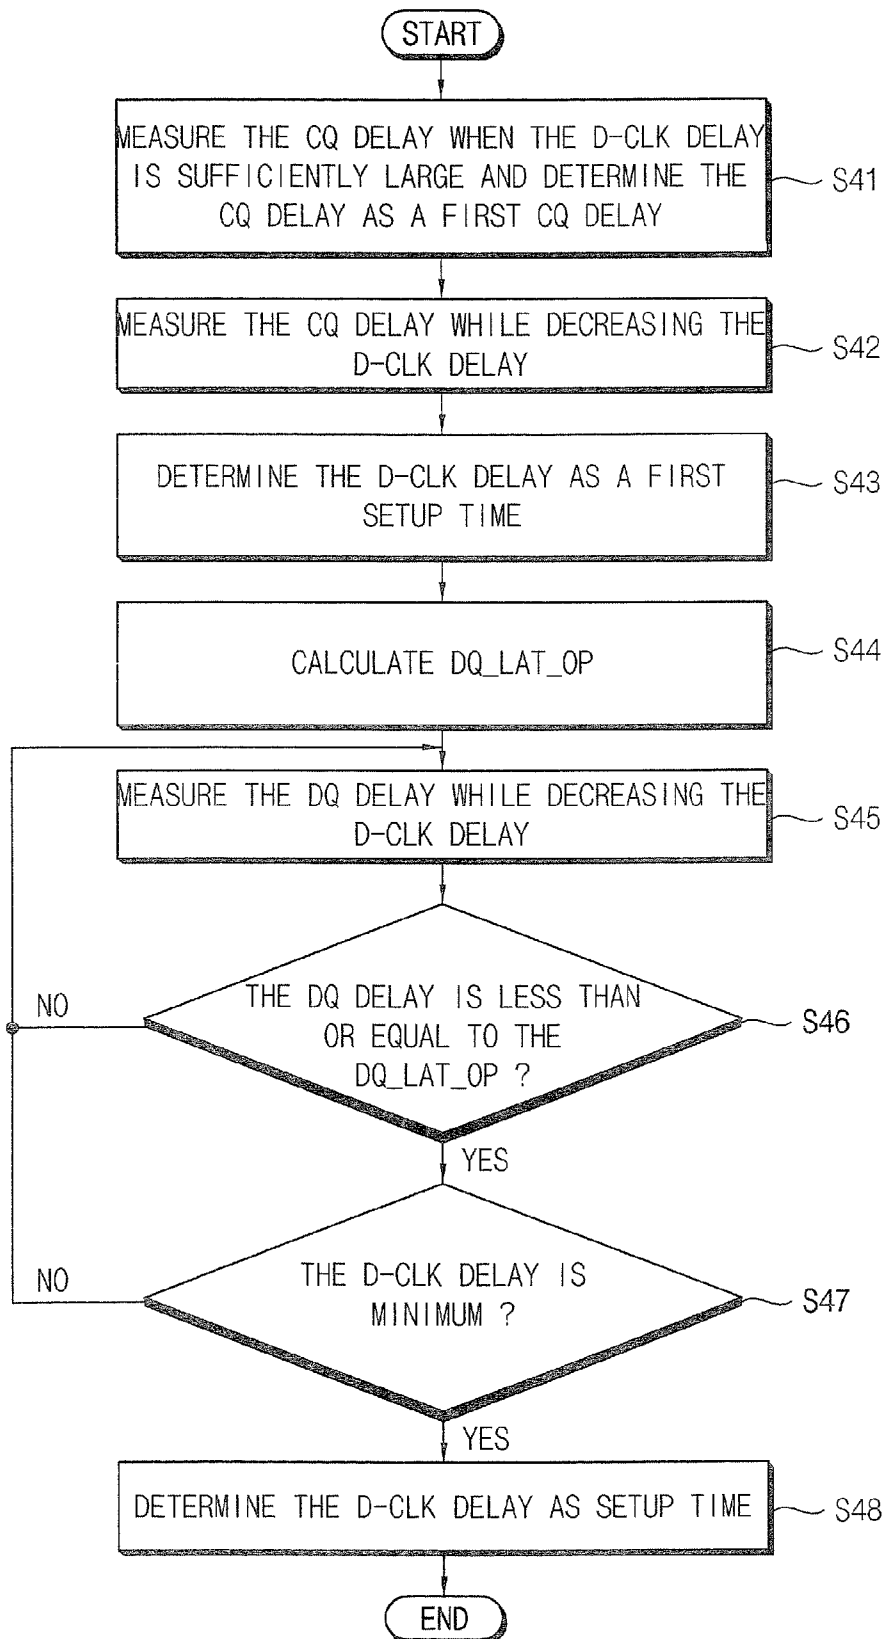 START
MEASURE THE CQ DELAY WHEN THE D-CLK DELAY
IS SUFFICIENTLY LARGE AND DETERMINE THE
CQ DELAY AS A FIRST CQ DELAY
S41
MEASURE THE CQ DELAY WHILE DECREASING THE
D-CLK DELAY
S42
DETERMINE THE D-CLK DELAY AS A FIRST
SETUP TIME
S43
CALCULATE DQ_LAT_OP
S44
MEASURE THE DQ DELAY WHILE DECREASING THE
D-CLK DELAY
S45
NO
THE DQ DELAY IS LESS THAN
OR EQUAL TO THE
DQ_LAT_OP ?
S46
YES
NO
THE D-CLK DELAY IS
MINIMUM ?
S47
YES
DETERMINE THE D-CLK DELAY AS SETUP TIME
S48
END